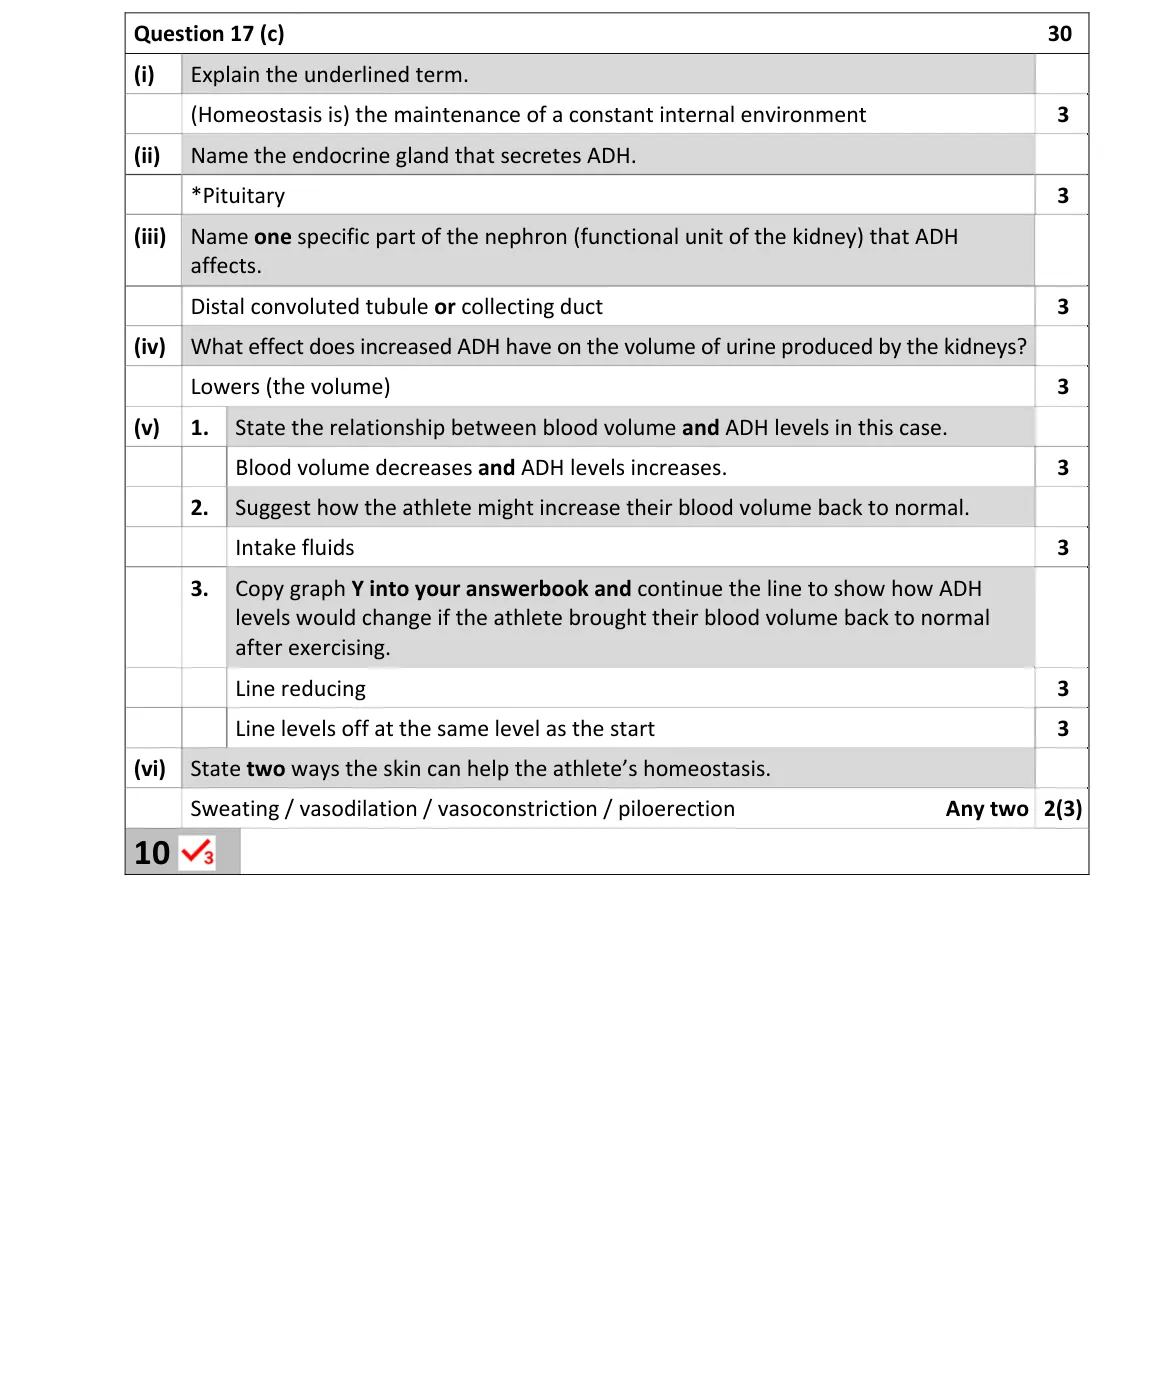 Question 17 (c) 30
(i) Explain the underlined term.
(Homeostasis is) the maintenance of a constant internal environment 3
(ii) Name the endocrine gland that secretes ADH.
*Pituitary 3
(iii) Name one specific part of the nephron (functional unit of the kidney) that ADH
affects.
Distal convoluted tubule or collecting duct 3
(iv) What effect does increased ADH have on the volume of urine produced by the kidneys?
Lowers (the volume) 3
(v) 1. State the relationship between blood volume and ADH levels in this case.
Blood volume decreases and ADH levels increases. 3
2. Suggest how the athlete might increase their blood volume back to normal.
Intake fluids 3
3. Copy graph Y into your answerbook and continue the line to show how ADH
levels would change if the athlete brought their blood volume back to normal
after exercising.
Line reducing 3
Line levels off at the same level as the start 3
(vi) State two ways the skin can help the athlete’s homeostasis.
Sweating / vasodilation / vasoconstriction / piloerection Any two 2(3)
10 ✓3